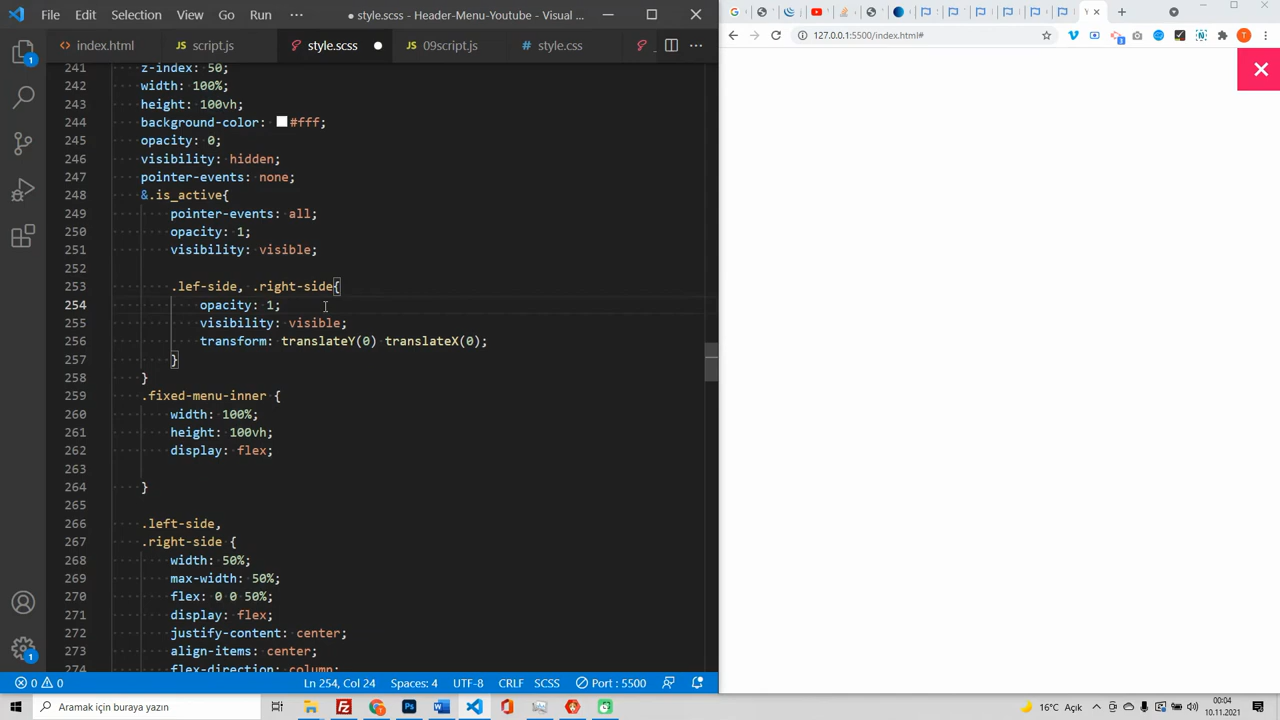 File Edit Selection View Go Run ··· ● style.scss - Header-Menu-Youtube - Visual ...
index.html script.js style.scss ● 09script.js style.css
127.0.0.1:5500/index.html#
241 z-index: 50;
242 width: 100%;
243 height: 100vh;
244 background-color: #fff;
245 opacity: 0;
246 visibility: hidden;
247 pointer-events: none;
248 &.is_active{
249 pointer-events: all;
250 opacity: 1;
251 visibility: visible;
252
253 .lef-side, .right-side{
254 opacity: 1;
255 visibility: visible;
256 transform: translateY(0) translateX(0);
257 }
258 }
259 .fixed-menu-inner {
260 width: 100%;
261 height: 100vh;
262 display: flex;
263
264 }
265
266 .left-side,
267 .right-side {
268 width: 50%;
269 max-width: 50%;
270 flex: 0 0 50%;
271 display: flex;
272 justify-content: center;
273 align-items: center;
274 flex-direction: column;
0 0 Ln 254, Col 24 Spaces: 4 UTF-8 CRLF SCSS Port : 5500
Aramak için buraya yazın 16°C Açık 00:04
10.11.2021